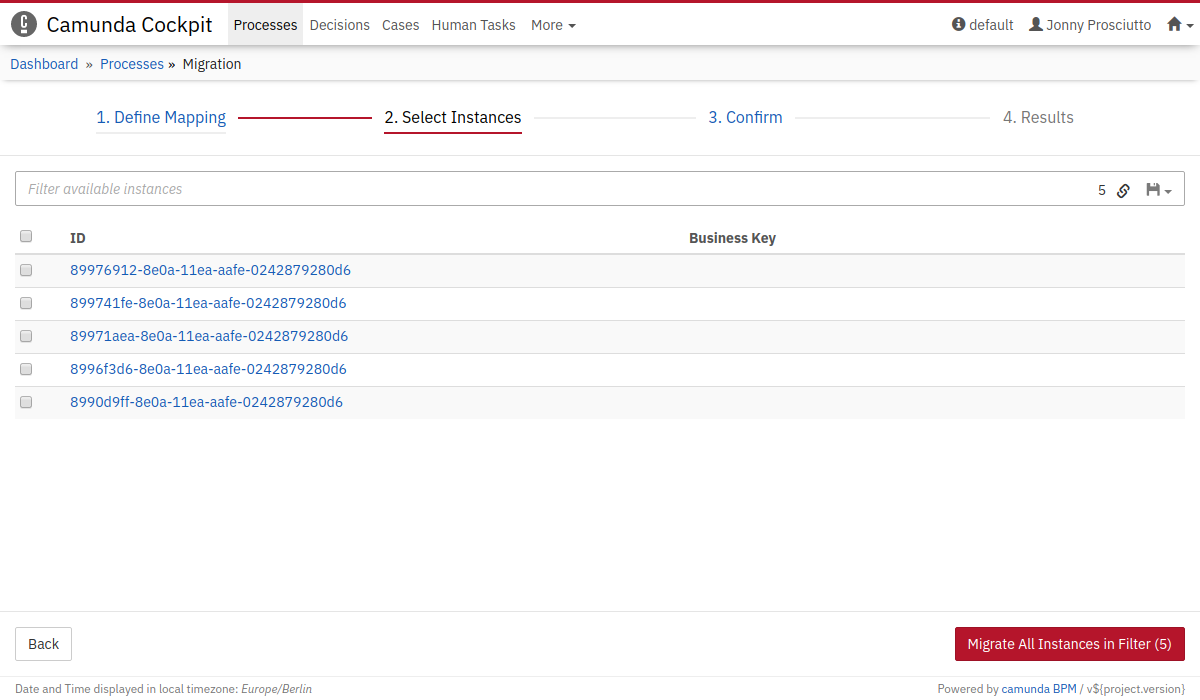 Camunda Cockpit Processes Decisions Cases Human Tasks More default Jonny Prosciutto
Dashboard » Processes » Migration
1. Define Mapping 2. Select Instances 3. Confirm 4. Results
Filter available instances 5
ID Business Key
89976912-8e0a-11ea-aafe-0242879280d6
899741fe-8e0a-11ea-aafe-0242879280d6
89971aea-8e0a-11ea-aafe-0242879280d6
8996f3d6-8e0a-11ea-aafe-0242879280d6
8990d9ff-8e0a-11ea-aafe-0242879280d6
Back Migrate All Instances in Filter (5)
Date and Time displayed in local timezone: Europe/Berlin Powered by camunda BPM / v${project.version}